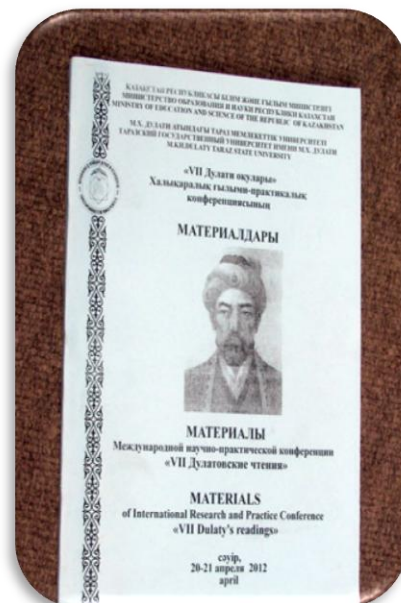 ҚАЗАҚСТАН РЕСПУБЛИКАСЫ БІЛІМ ЖӘНЕ ҒЫЛЫМ МИНИСТРЛІГІ
МИНИСТЕРСТВО ОБРАЗОВАНИЯ И НАУКИ РЕСПУБЛИКИ КАЗАХСТАН
MINISTRY OF EDUCATION AND SCIENCE OF THE REPUBLIC OF KAZAKHSTAN
М.Х. ДУЛАТИ АТЫНДАҒЫ ТАРАЗ МЕМЛЕКЕТТІК УНИВЕРСИТЕТІ
ТАРАЗСКИЙ ГОСУДАРСТВЕННЫЙ УНИВЕРСИТЕТ ИМЕНИ М.Х. ДУЛАТИ
M.KH.DULATY TARAZ STATE UNIVERSITY
«VII Дулати оқулары»
Халықаралық ғылыми-практикалық
конференциясының
МАТЕРИАЛДАРЫ
МАТЕРИАЛЫ
Международной научно-практической конференции
«VII Дулатовские чтения»
MATERIALS
of International Research and Practice Conference
«VII Dulaty's readings»
сәуір,
20-21 апреля 2012
april